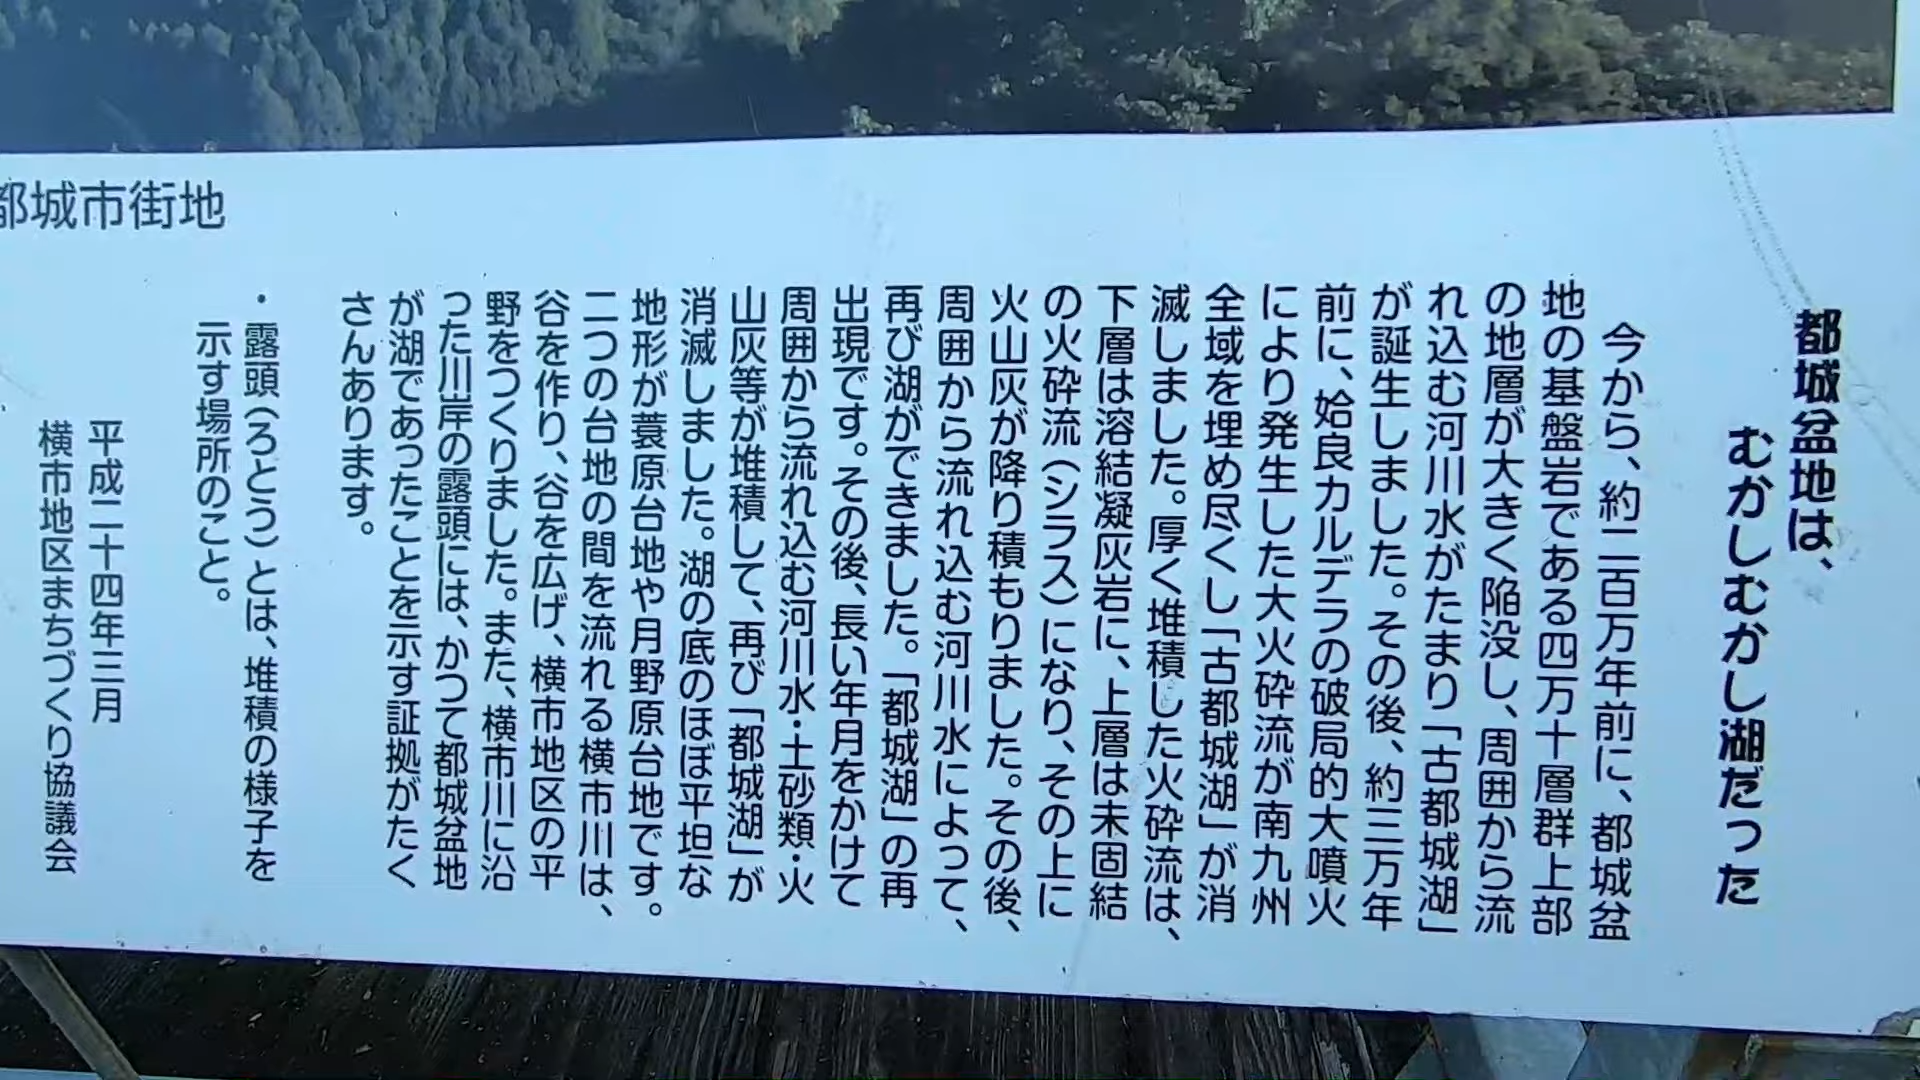 都城市街地
都城盆地は、
むかしむかし湖だった
今から、約二百万年前に、都城盆
地の基盤岩である四万十層群上部
の地層が大きく陥没し、周囲から流
れ込む河川水がたまり「古都城湖」
が誕生しました。その後、約三万年
前に、姶良カルデラの破局的大噴火
により発生した大火砕流が南九州
全域を埋め尽くし「古都城湖」が消
滅しました。厚く堆積した火砕流は、
下層は溶結凝灰岩に、上層は未固結
の火砕流（シラス）になり、その上に
火山灰が降り積もりました。その後、
周囲から流れ込む河川水によって、
再び湖ができました。「都城湖」の再
出現です。その後、長い年月をかけて
周囲から流れ込む河川水・土砂類・火
山灰等が堆積して、再び「都城湖」が
消滅しました。湖の底のほぼ平坦な
地形が蓑原台地や月野原台地です。
二つの台地の間を流れる横市川は、
谷を作り、谷を広げ、横市地区の平
野をつくりました。また、横市川に沿
った川岸の露頭には、かつて都城盆地
が湖であったことを示す証拠がたく
さんあります。
・露頭（ろとう）とは、堆積の様子を
示す場所のこと。
平成二十四年三月
横市地区まちづくり協議会